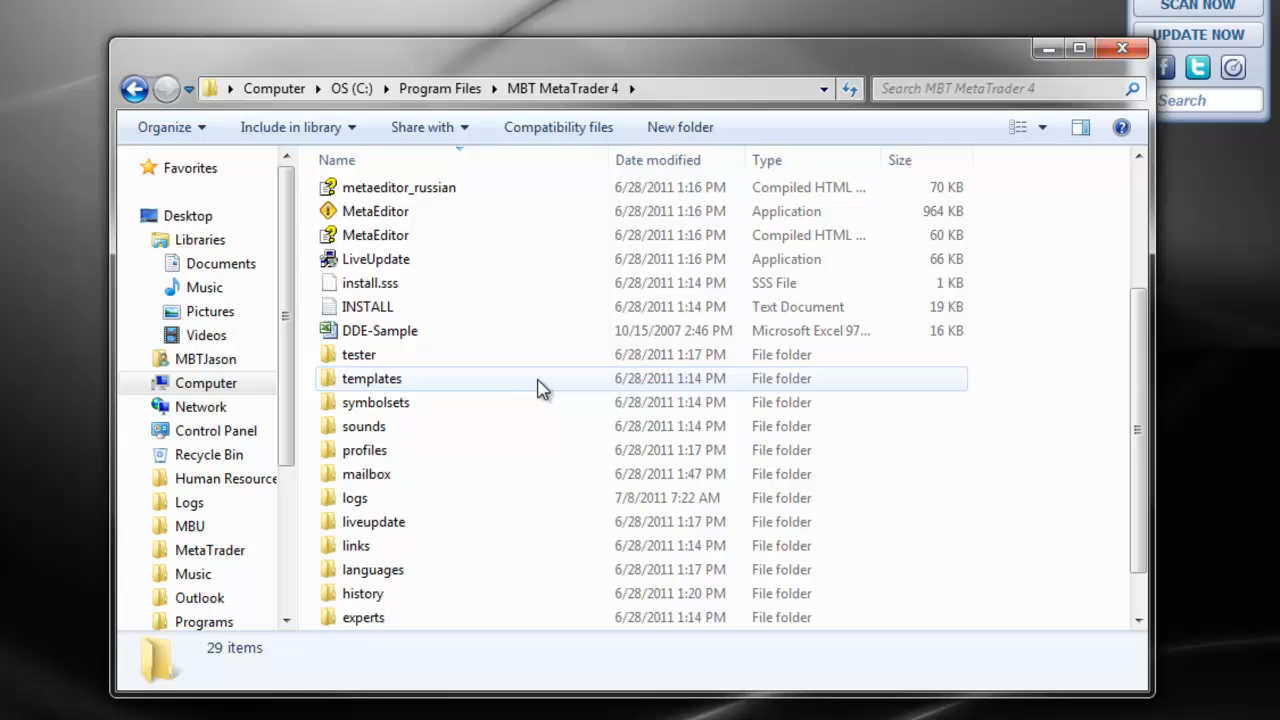 SCAN NOW
UPDATE NOW
Search
Computer OS (C:) Program Files MBT MetaTrader 4
Search MBT MetaTrader 4
Organize Include in library Share with Compatibility files New folder
Name Date modified Type Size
Favorites
Desktop
Libraries
Documents
Music
Pictures
Videos
MBTJason
Computer
Network
Control Panel
Recycle Bin
Human Resource
Logs
MBU
MetaTrader
Music
Outlook
Programs
metaeditor_russian 6/28/2011 1:16 PM Compiled HTML ... 70 KB
MetaEditor 6/28/2011 1:16 PM Application 964 KB
MetaEditor 6/28/2011 1:16 PM Compiled HTML ... 60 KB
LiveUpdate 6/28/2011 1:16 PM Application 66 KB
install.sss 6/28/2011 1:14 PM SSS File 1 KB
INSTALL 6/28/2011 1:14 PM Text Document 19 KB
DDE-Sample 10/15/2007 2:46 PM Microsoft Excel 97... 16 KB
tester 6/28/2011 1:17 PM File folder
templates 6/28/2011 1:14 PM File folder
symbolsets 6/28/2011 1:14 PM File folder
sounds 6/28/2011 1:14 PM File folder
profiles 6/28/2011 1:17 PM File folder
mailbox 6/28/2011 1:47 PM File folder
logs 7/8/2011 7:22 AM File folder
liveupdate 6/28/2011 1:17 PM File folder
links 6/28/2011 1:14 PM File folder
languages 6/28/2011 1:17 PM File folder
history 6/28/2011 1:20 PM File folder
experts 6/28/2011 1:14 PM File folder
29 items